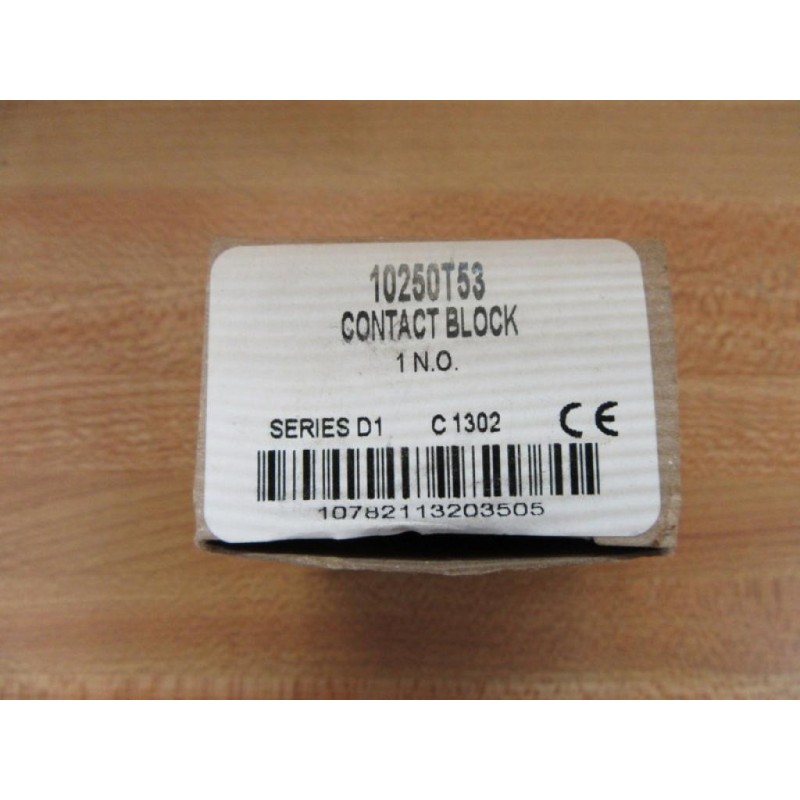 10250T53
CONTACT BLOCK
1 N.O.
SERIES D1 C 1302 CE
10782113203505